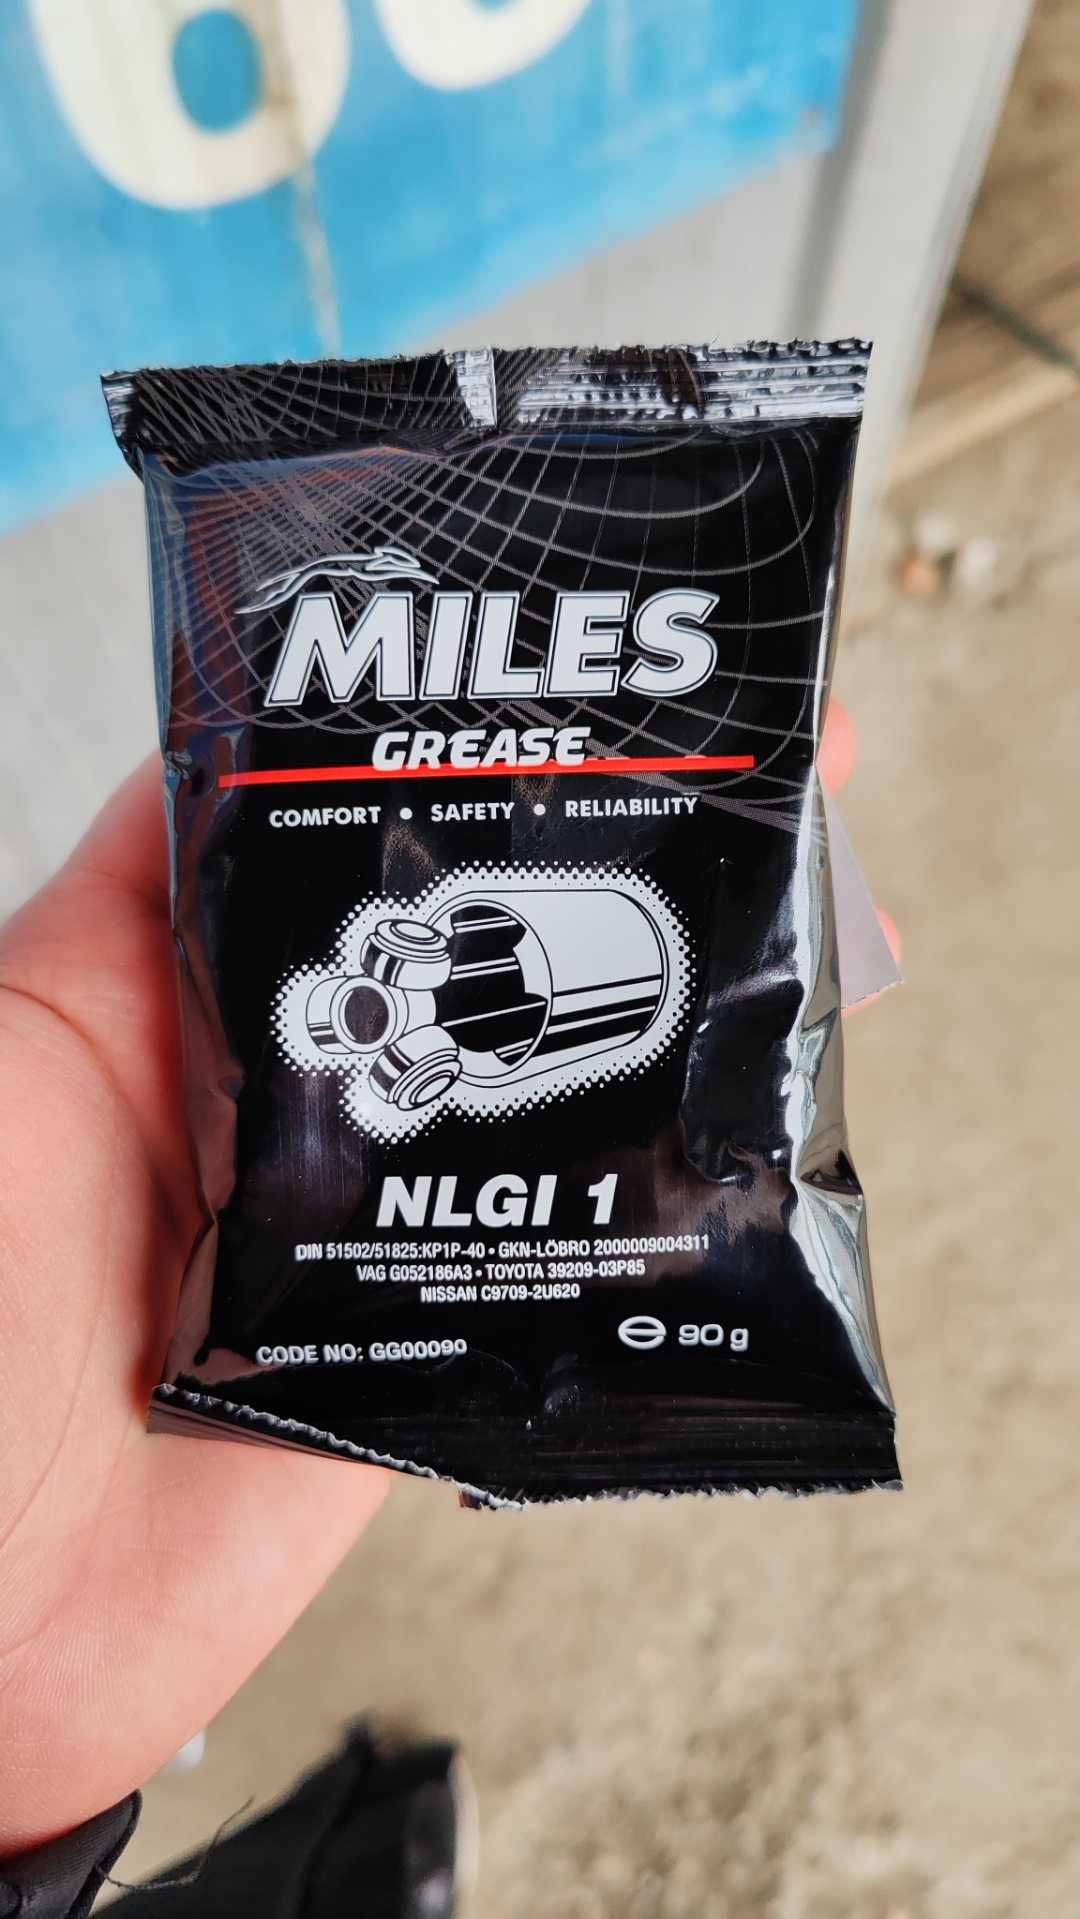 MILES
GREASE
COMFORT • SAFETY • RELIABILITY
NLGI 1
DIN 51502/51825:KP1P-40 • GKN-LÖBRO 2000009004311
VAG G052186A3 • TOYOTA 39209-03P85
NISSAN C9709-2U620
CODE NO: GG00090
90 g